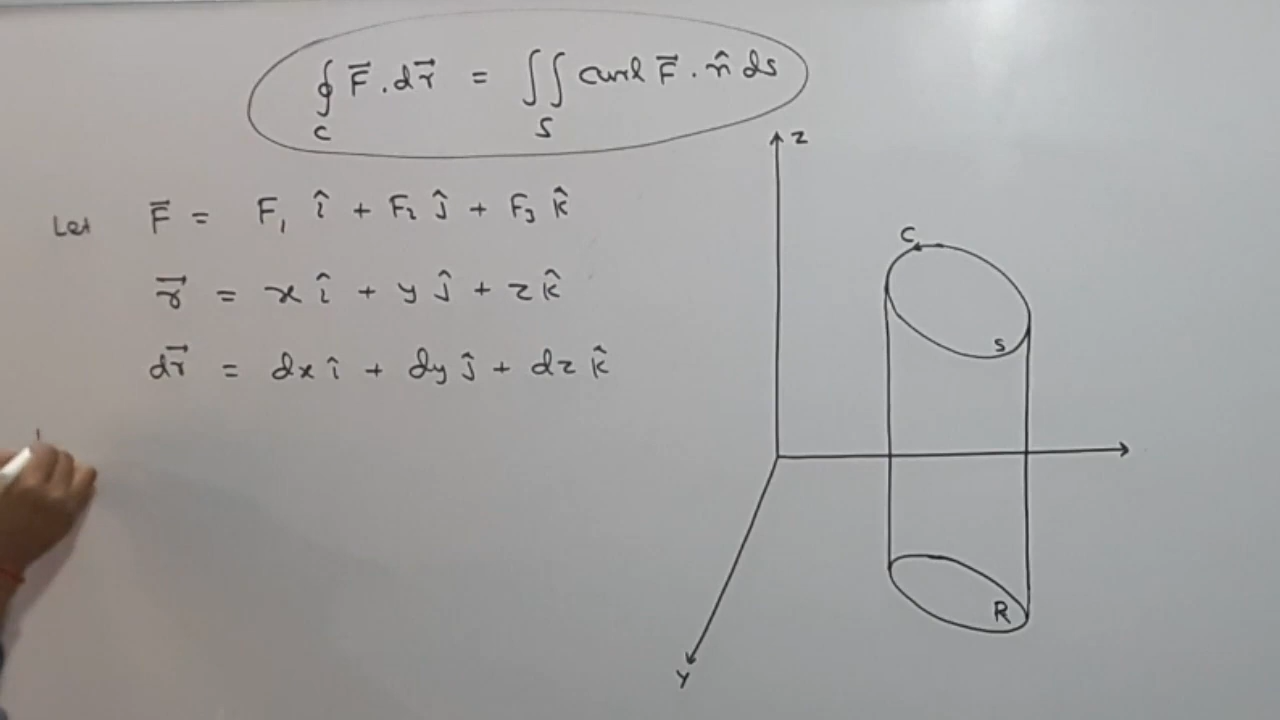 ∮_C F⃗ . dr⃗ = ∬_S curl F⃗ . n̂ ds
Let F̄ = F₁ î + F₂ ĵ + F₃ k̂
r⃗ = x î + y ĵ + z k̂
dr⃗ = dx î + dy ĵ + dz k̂
z
C
S
R
y